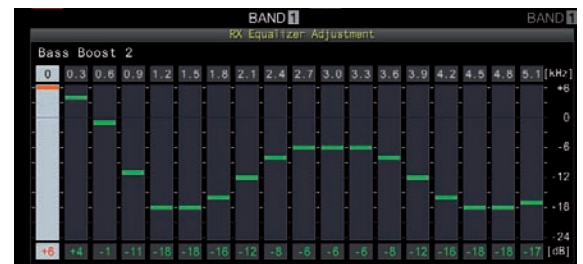 BAND 1 BAND 1
RX Equalizer Adjustment
Bass Boost 2
0 0.3 0.6 0.9 1.2 1.5 1.8 2.1 2.4 2.7 3.0 3.3 3.6 3.9 4.2 4.5 4.8 5.1 [kHz]
+6
0
-6
-12
-18
-24
+6 +4 -1 -11 -18 -18 -16 -12 -8 -6 -6 -6 -8 -12 -16 -18 -18 -17 [dB]